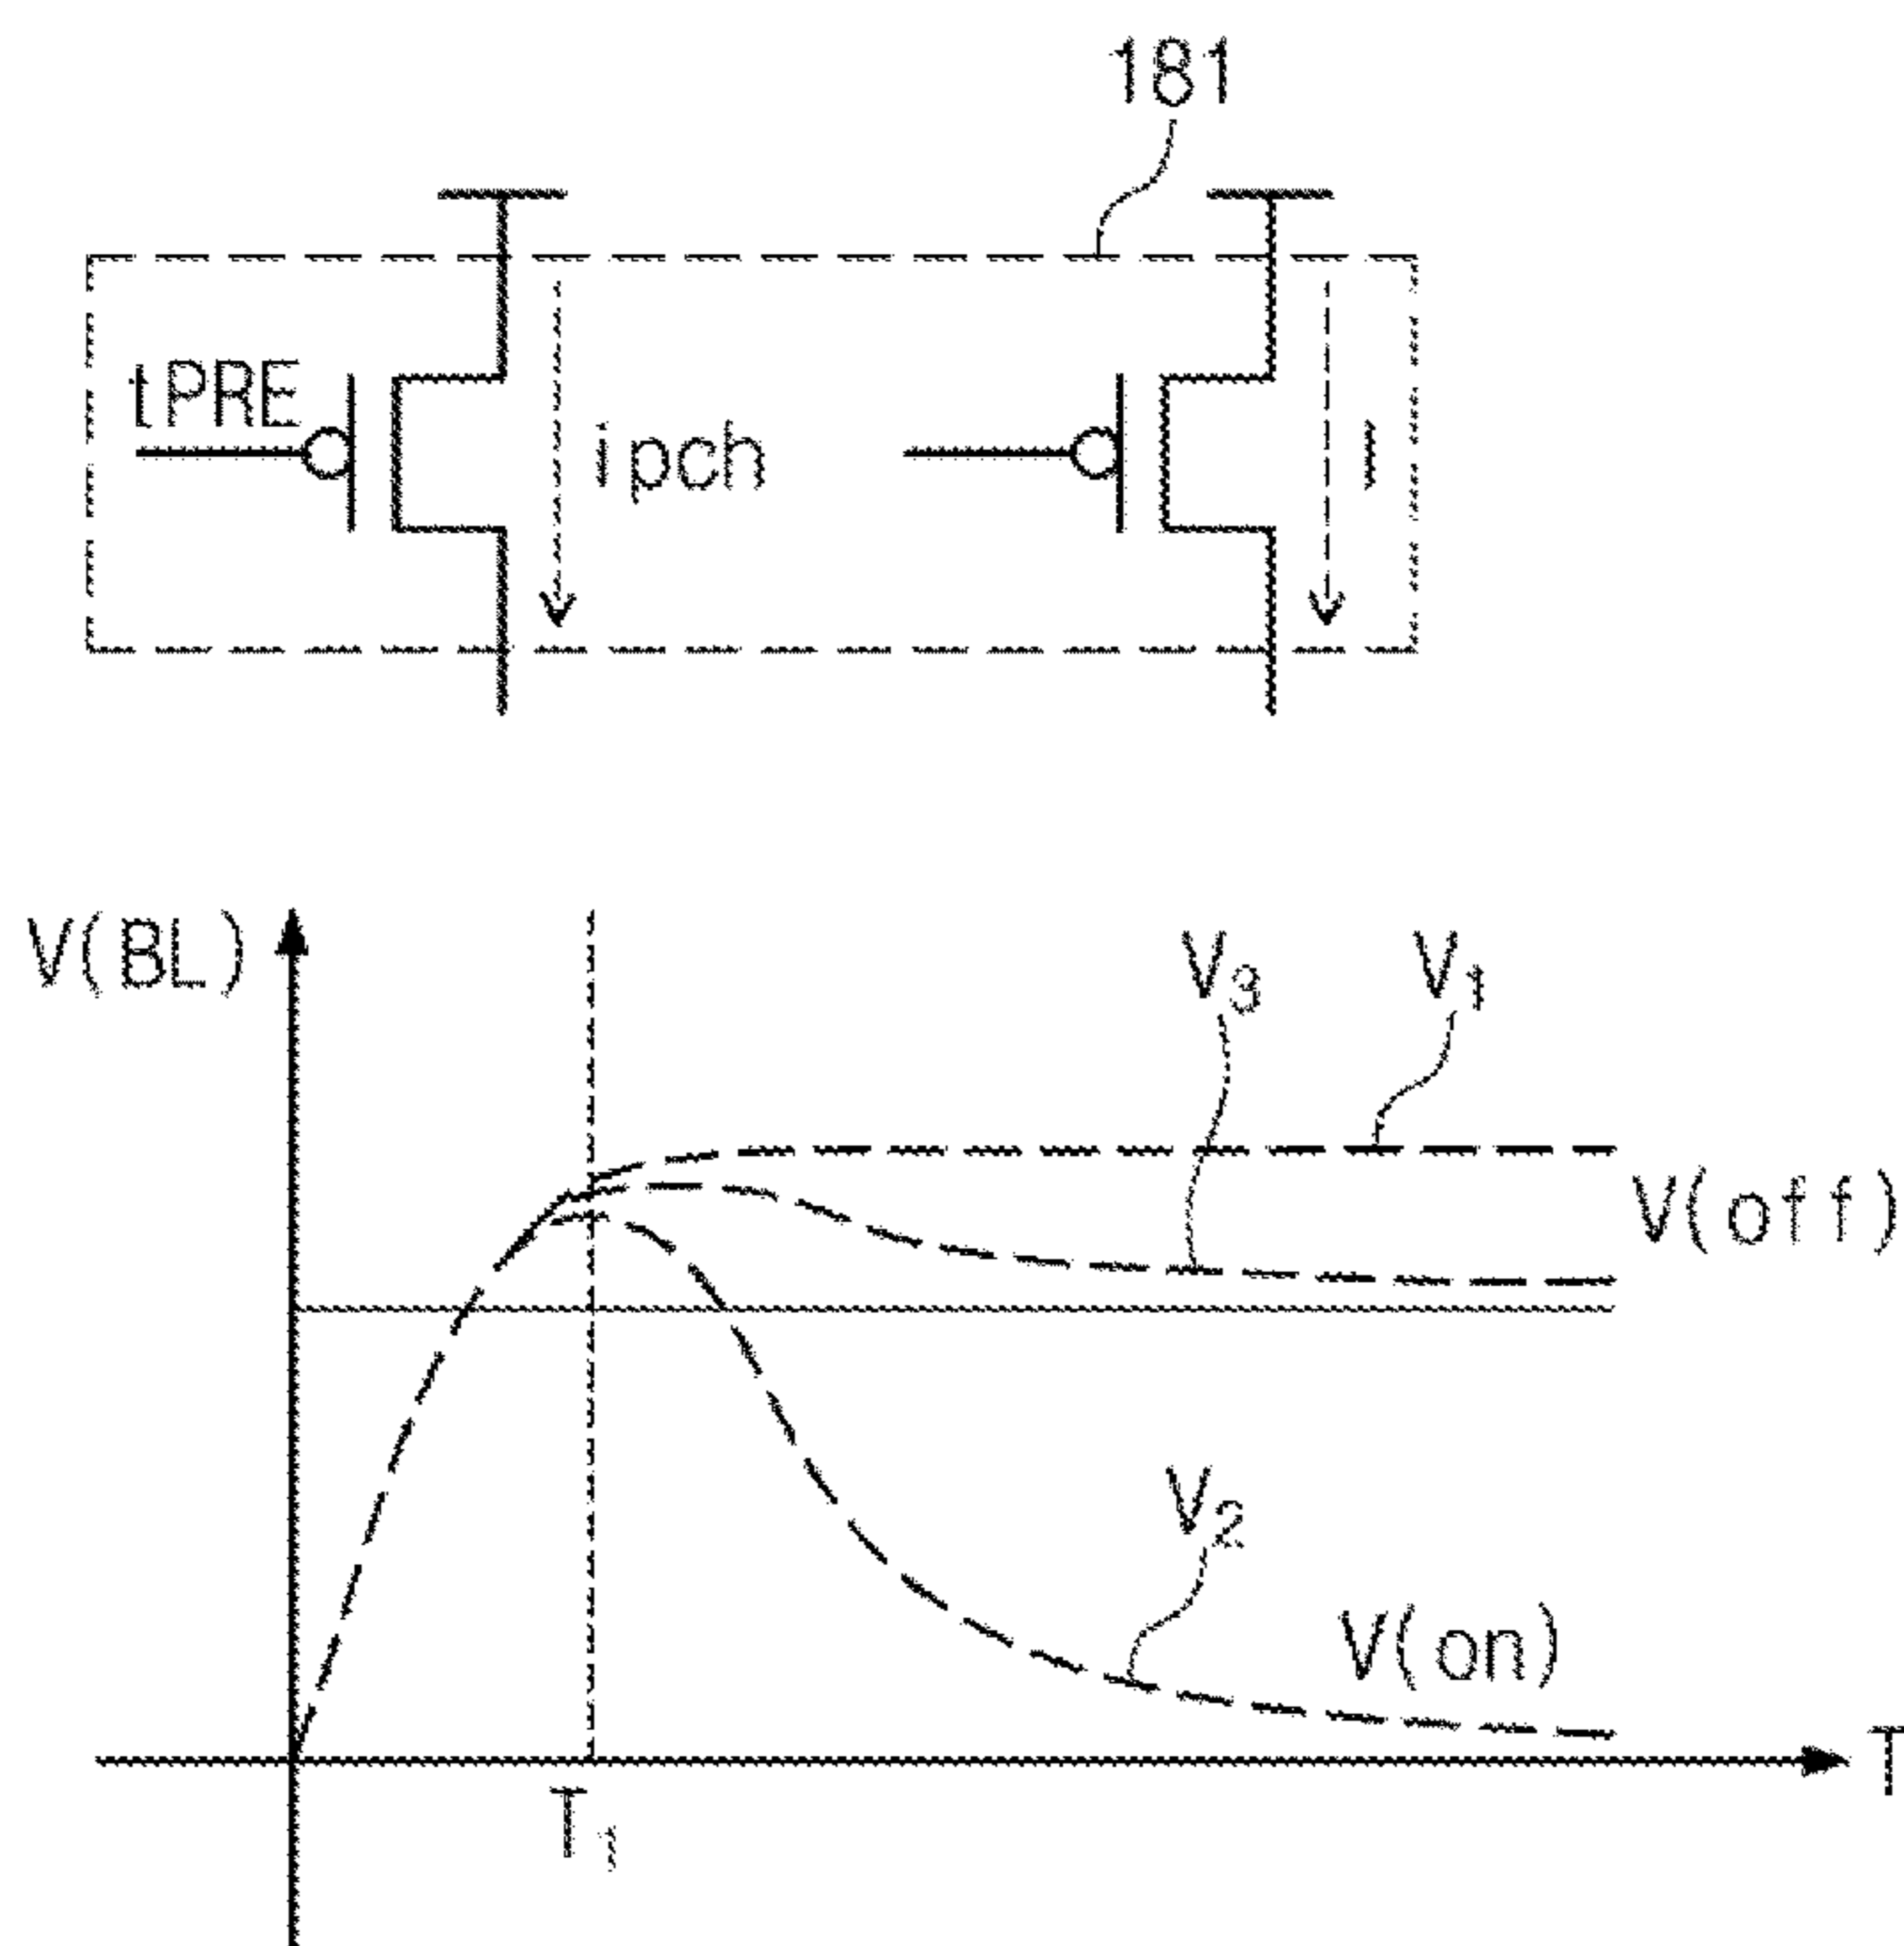 181
tPRE
ipch
I
V(BL)
V3
V1
V(off)
V2
V(on)
T1
T